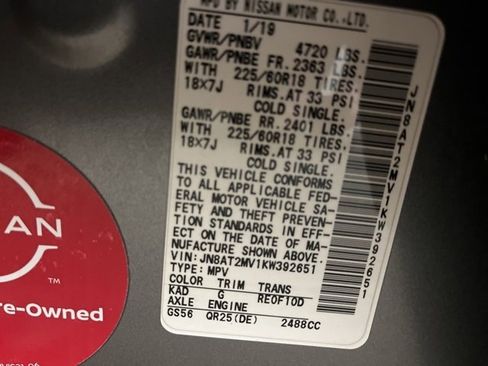 MFD BY NISSAN MOTOR CO.,LTD.
DATE 1/19
GVWR/PNBV 4720 LBS.
GAWR/PNBE FR. 2363 LBS.
WITH 225/60R18 TIRES.
18X7J RIMS. AT 33 PSI
COLD SINGLE.
GAWR/PNBE RR. 2401 LBS.
WITH 225/60R18 TIRES.
18X7J RIMS. AT 33 PSI
COLD SINGLE.
THIS VEHICLE CONFORMS
TO ALL APPLICABLE FED-
ERAL MOTOR VEHICLE SA-
FETY AND THEFT PREVEN-
TION STANDARDS IN EFF-
ECT ON THE DATE OF MA-
NUFACTURE SHOWN ABOVE.
VIN: JN8AT2MV1KW392651
TYPE: MPV
COLOR TRIM TRANS
KAD G RE0F10D
AXLE ENGINE
GS56 QR25(DE) 2488CC
JN8AT2MV1KW392651
SAN
™
re-Owned